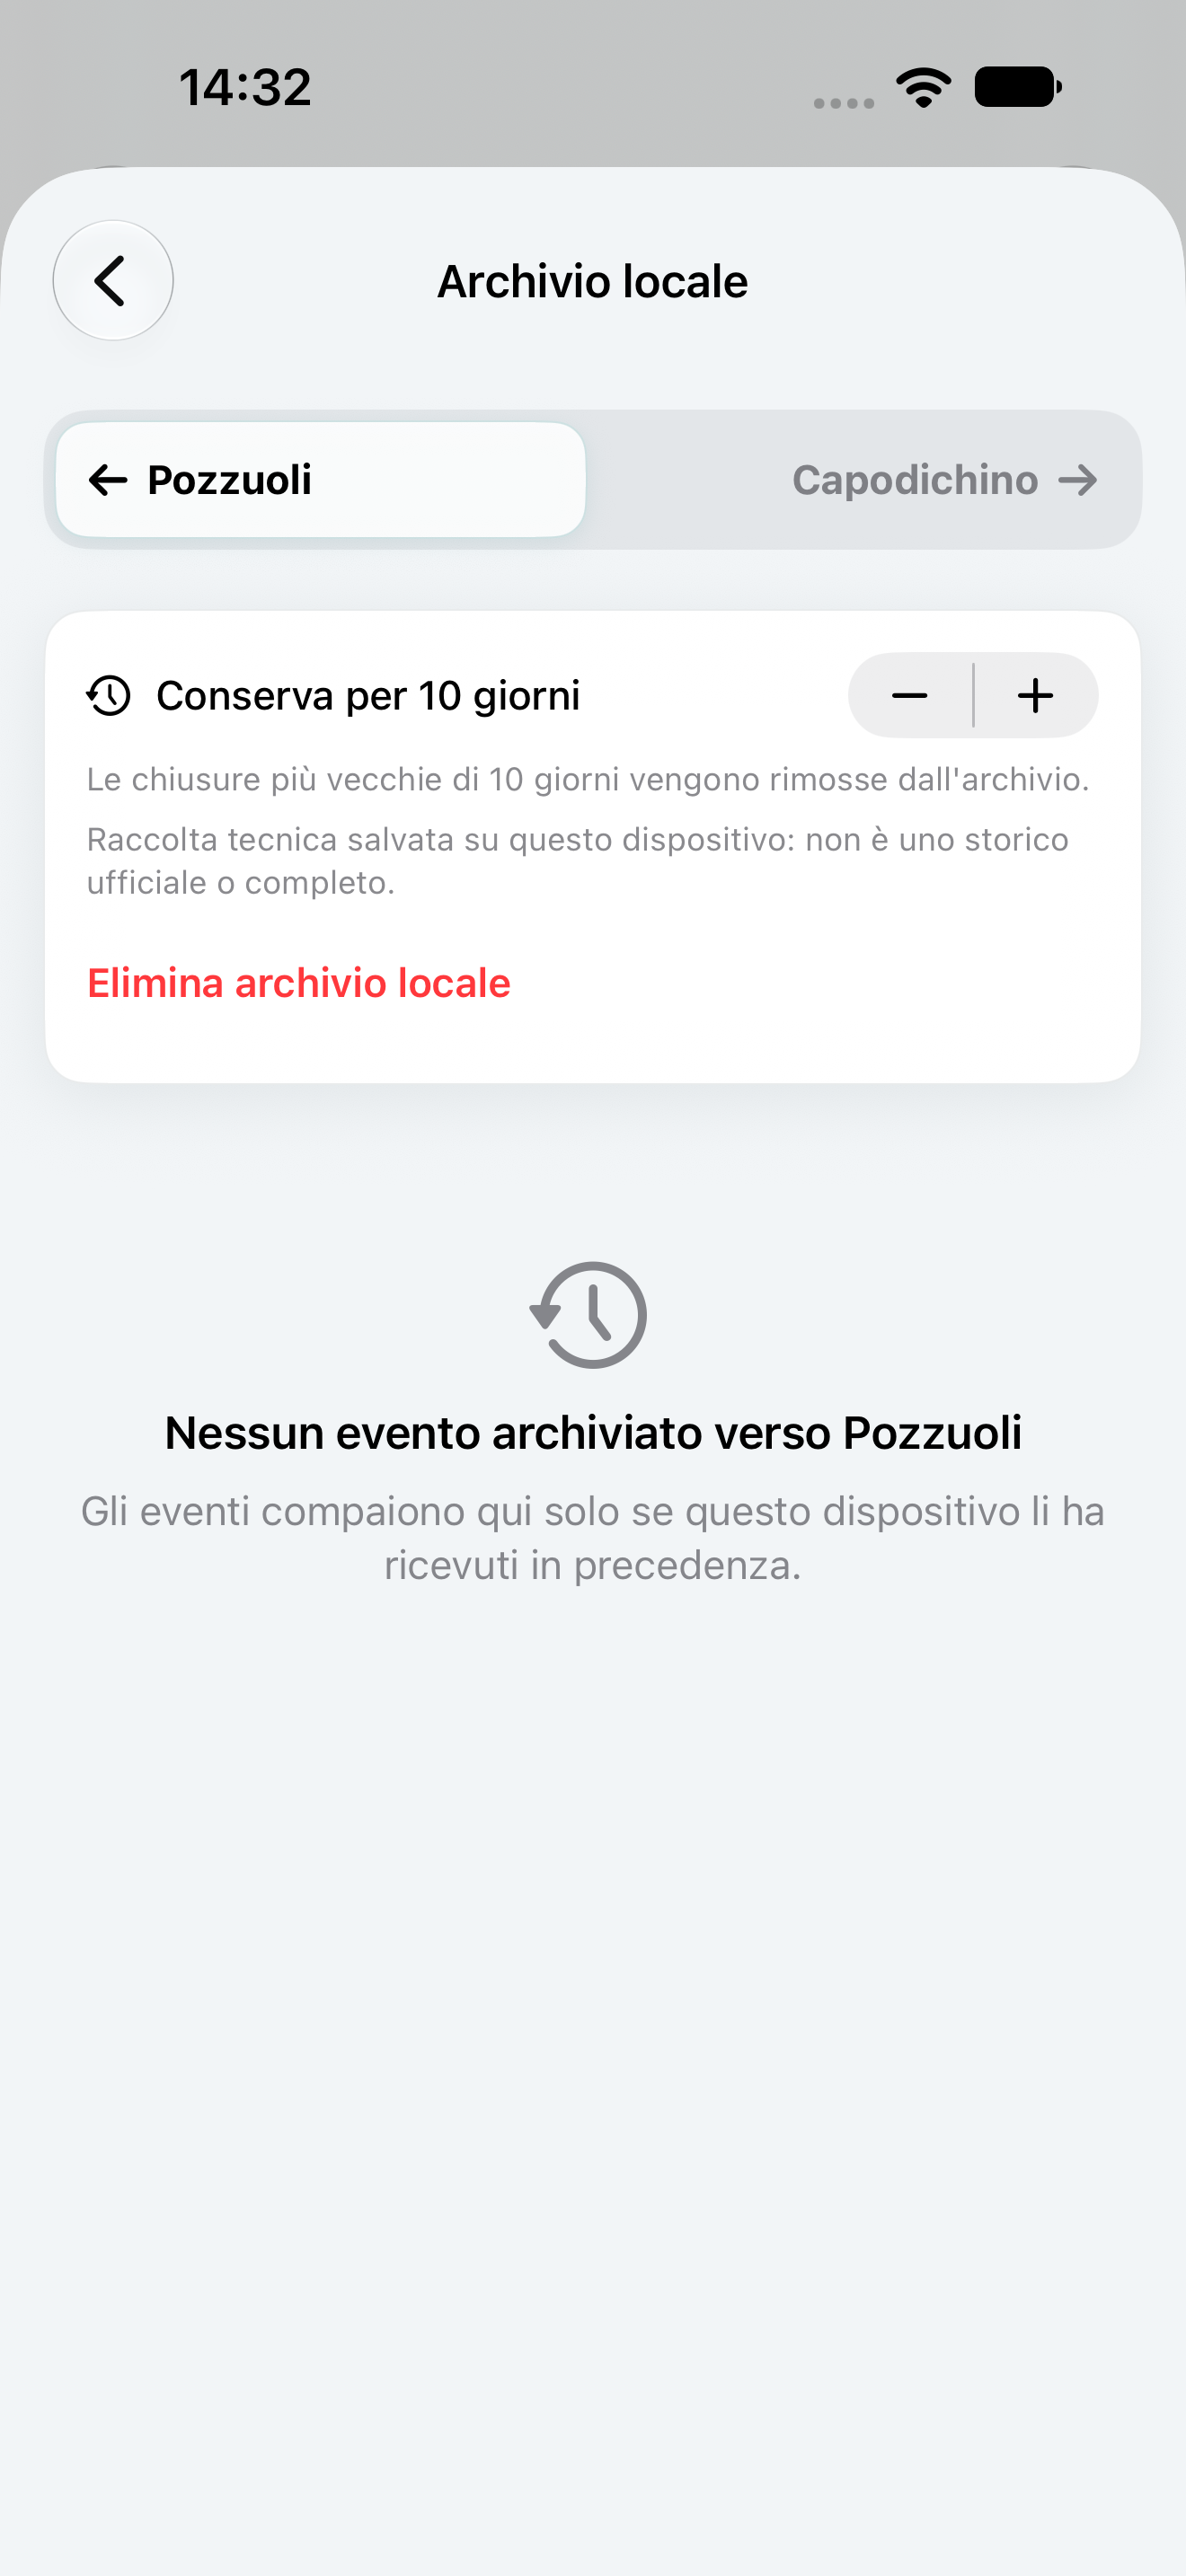 14:32
Archivio locale
Pozzuoli
Capodichino
Conserva per 10 giorni
Le chiusure più vecchie di 10 giorni vengono rimosse dall'archivio.
Raccolta tecnica salvata su questo dispositivo: non è uno storico
ufficiale o completo.
Elimina archivio locale
Nessun evento archiviato verso Pozzuoli
Gli eventi compaiono qui solo se questo dispositivo li ha
ricevuti in precedenza.